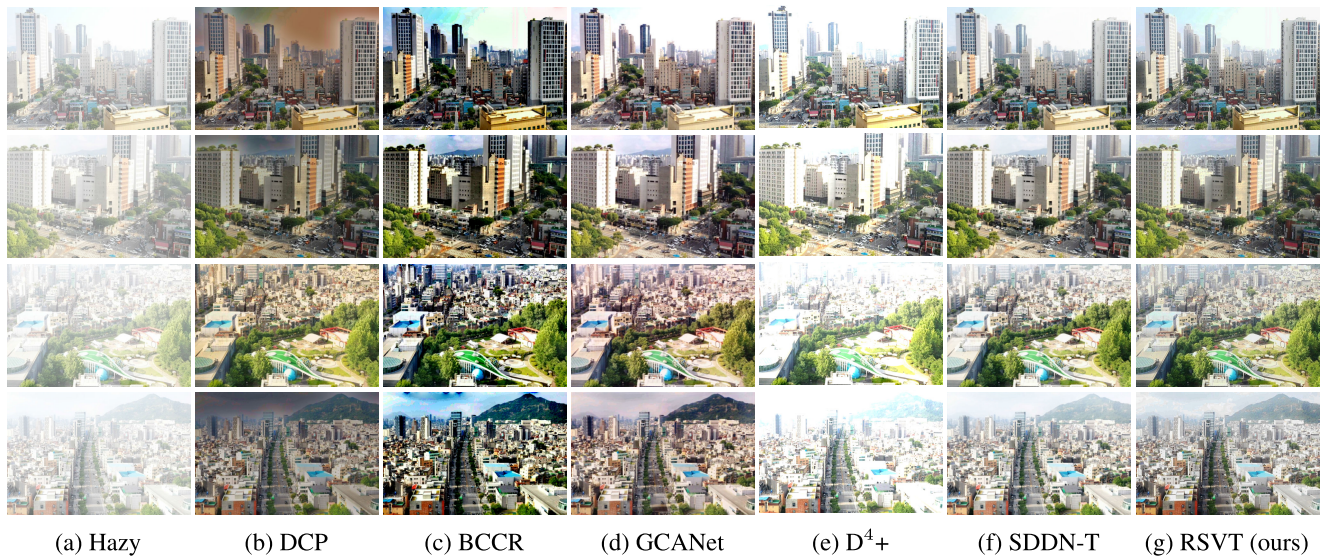 (a) Hazy (b) DCP (c) BCCR (d) GCANet (e) D⁴+ (f) SDDN-T (g) RSVT (ours)